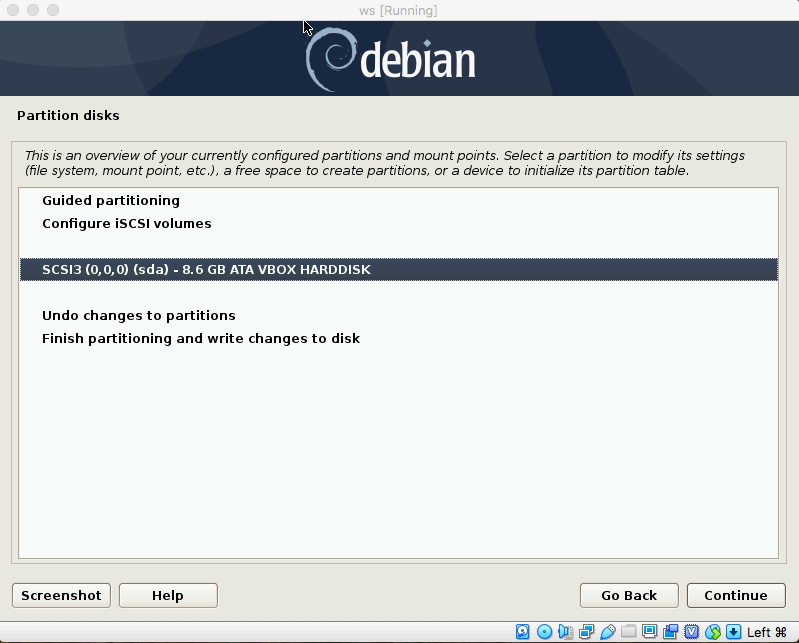 ws [Running]
debian
Partition disks
This is an overview of your currently configured partitions and mount points. Select a partition to modify its settings
(file system, mount point, etc.), a free space to create partitions, or a device to initialize its partition table.
Guided partitioning
Configure iSCSI volumes
SCSI3 (0,0,0) (sda) - 8.6 GB ATA VBOX HARDDISK
Undo changes to partitions
Finish partitioning and write changes to disk
Screenshot Help Go Back Continue
Left ⌘